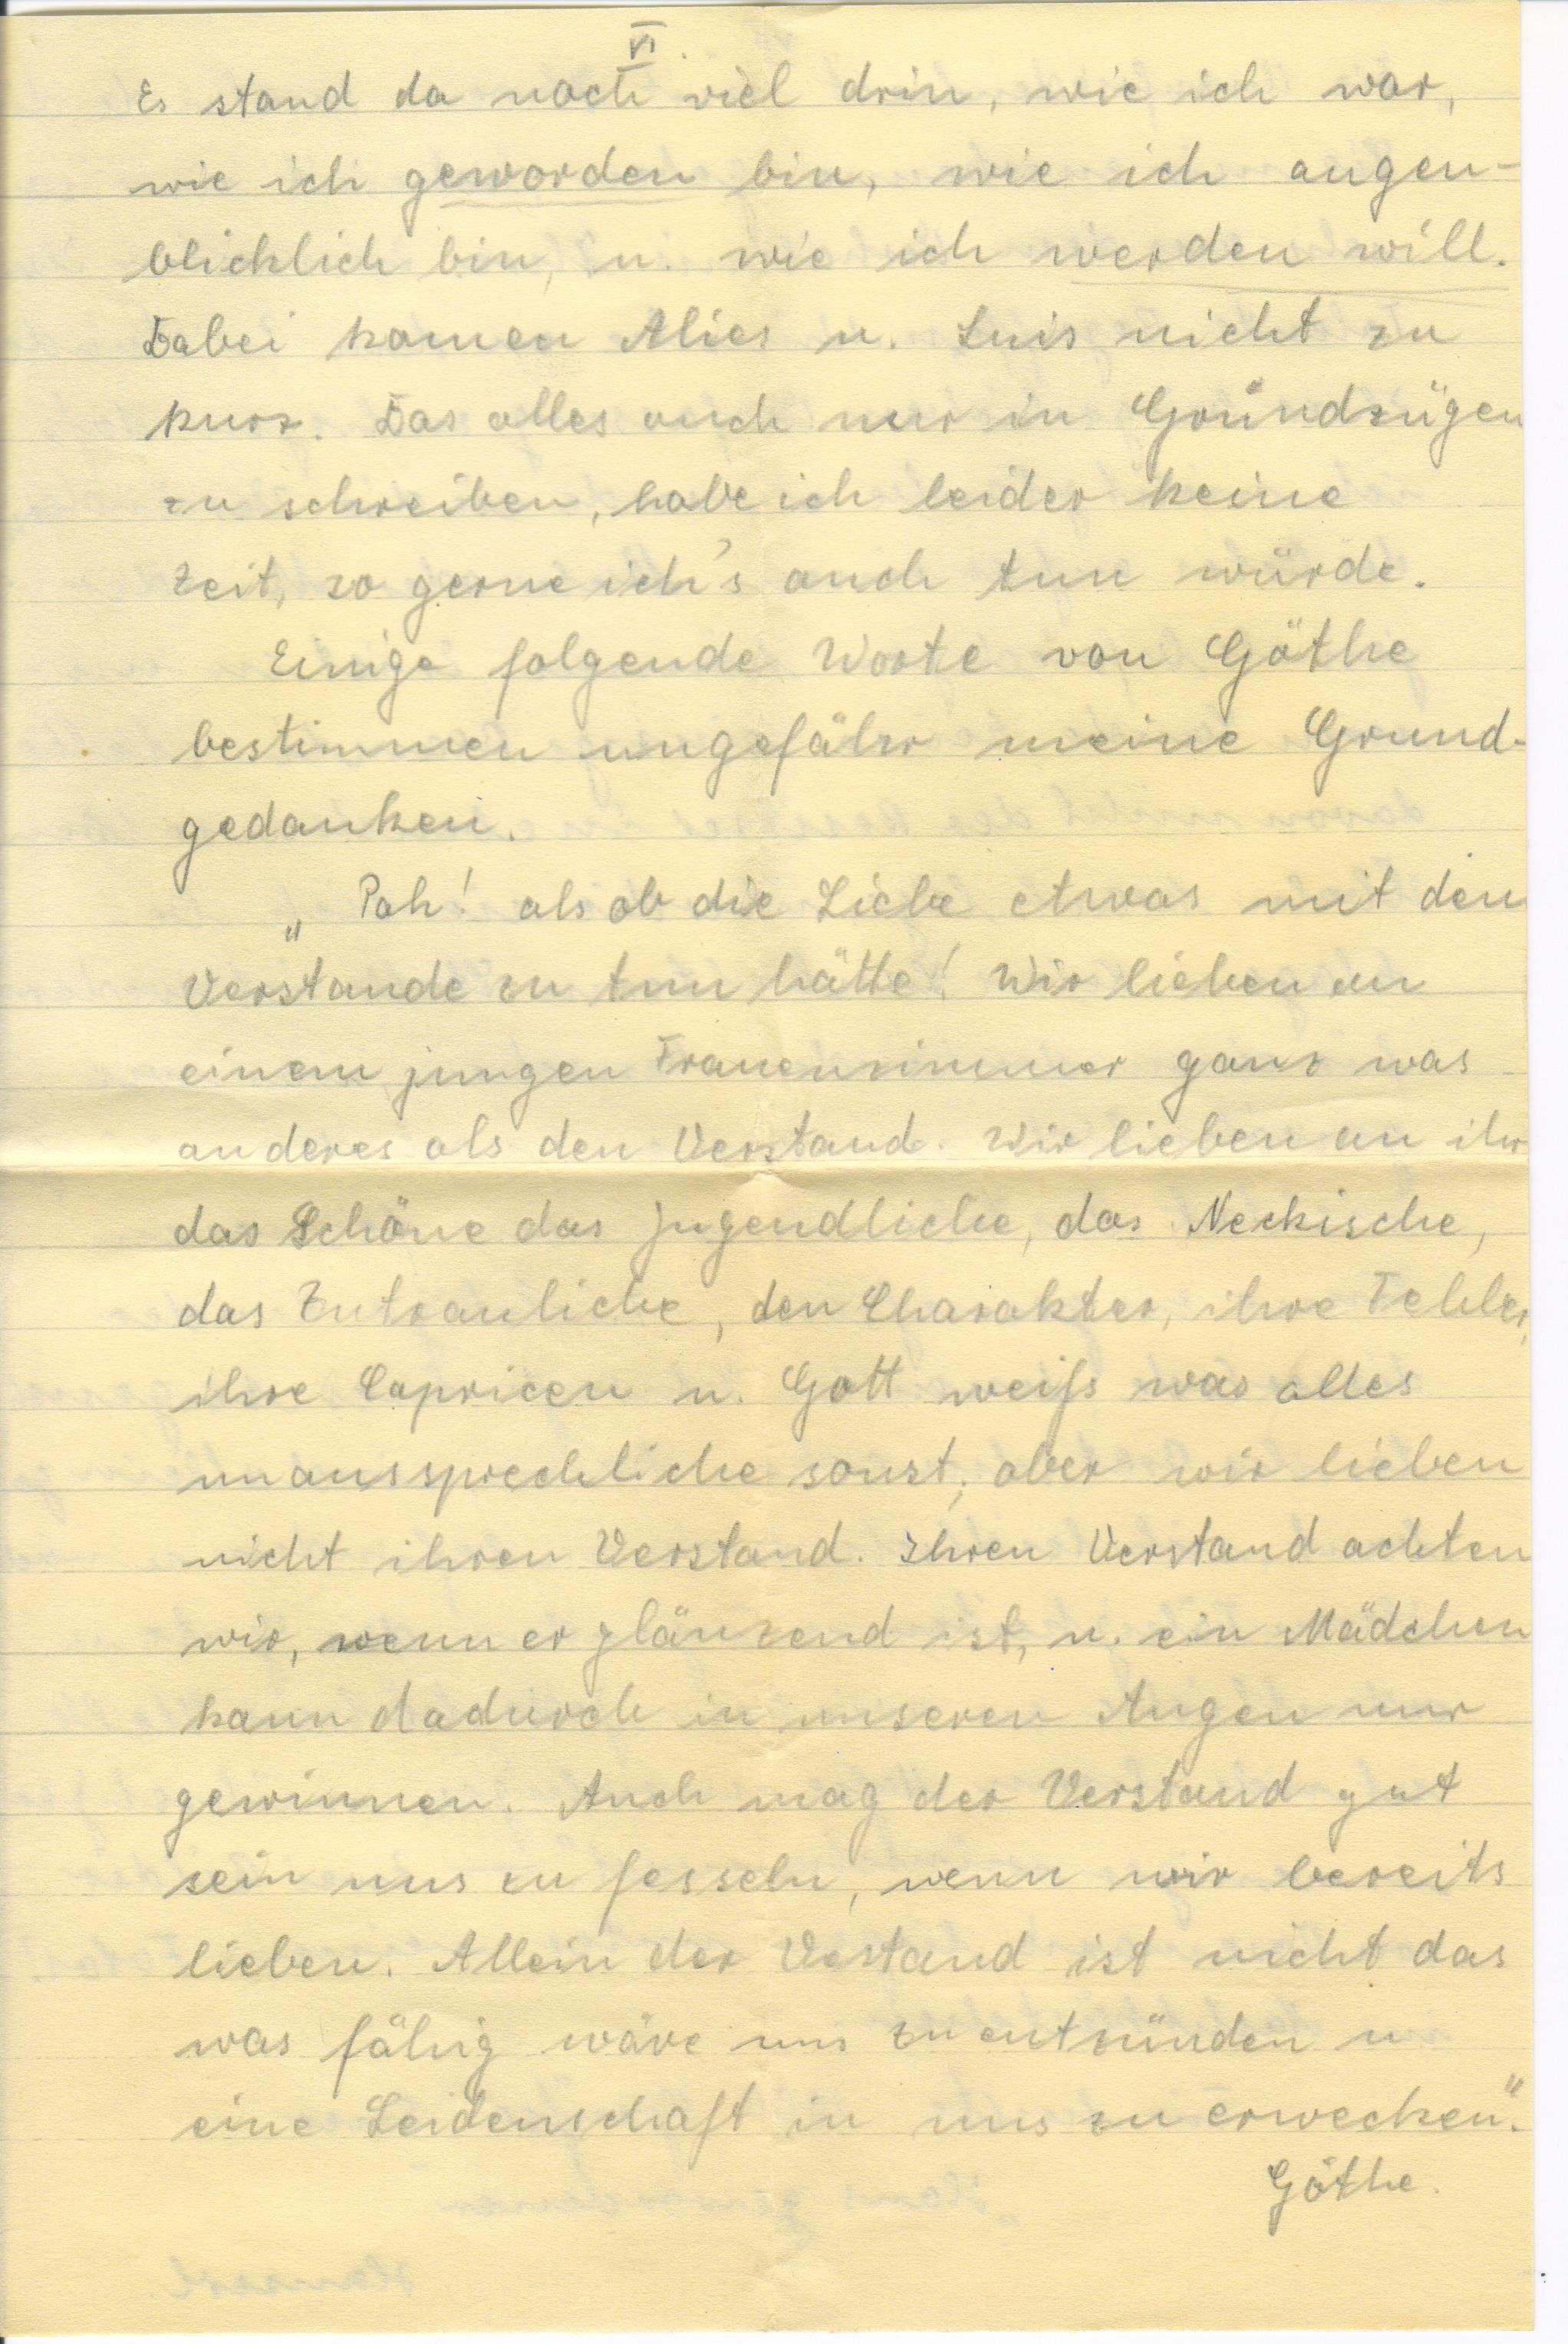 VI.
Es stand da noch viel drin, wie ich war,
wie ich geworden bin, wie ich augen-
blicklich bin, u. wie ich werden will.
Dabei kamen Alies u. Luis nicht zu
kurz. Das alles auch nur in Grundzügen
zu schreiben, habe ich leider keine
Zeit, so gerne ich's auch tun würde.
Einige folgende Worte von Göthe
bestimmen ungefähr meine Grund-
gedanken.
„Pah! als ob die Liebe etwas mit dem
Verstande zu tun hätte! Wir lieben an
einem jungen Frauenzimmer ganz was
anderes als den Verstand. Wir lieben an ihr
das Schöne das Jugendliche, das Neckische,
das Zutrauliche, den Charakter, ihre Fehler,
ihre Capricen u. Gott weiß was alles
unaussprechliche sonst; aber wir lieben
nicht ihren Verstand. Ihren Verstand achten
wir, wenn er glänzend ist, u. ein Mädchen
kann dadurch in unseren Augen nur
gewinnen. Auch mag der Verstand gut
sein uns zu fesseln, wenn wir bereits
lieben. Allein der Verstand ist nicht das
was fähig wäre uns zu entzünden u
eine Leidenschaft in uns zu erwecken".
Göthe.